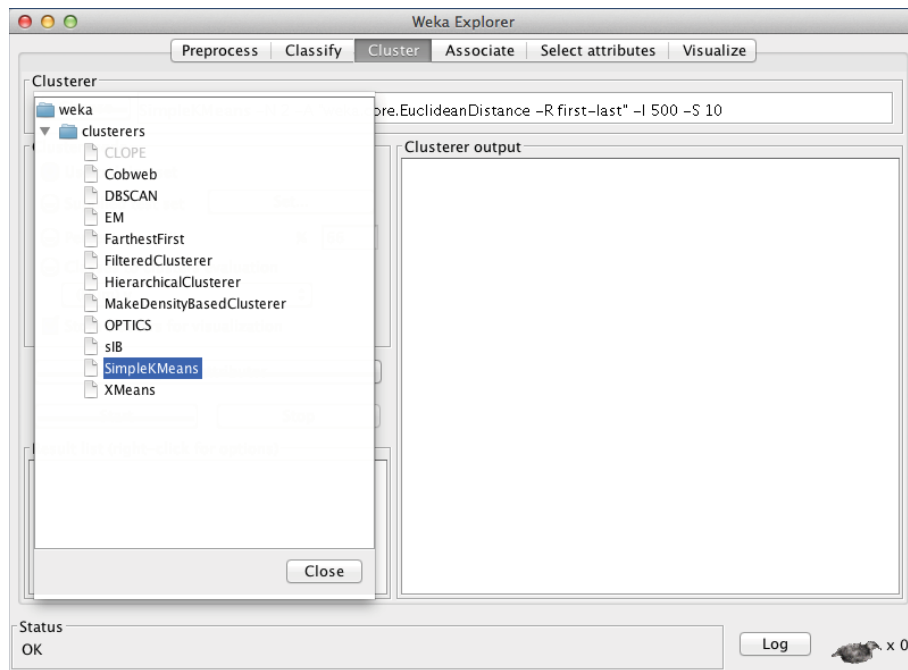 Weka Explorer
Preprocess Classify Cluster Associate Select attributes Visualize
Clusterer
weka
.EuclideanDistance -R first-last" -I 500 -S 10
clusterers
Clusterer output
CLOPE
Cobweb
DBSCAN
EM
FarthestFirst
FilteredClusterer
HierarchicalClusterer
MakeDensityBasedClusterer
OPTICS
sIB
SimpleKMeans
XMeans
Close
Status
OK
Log
x 0